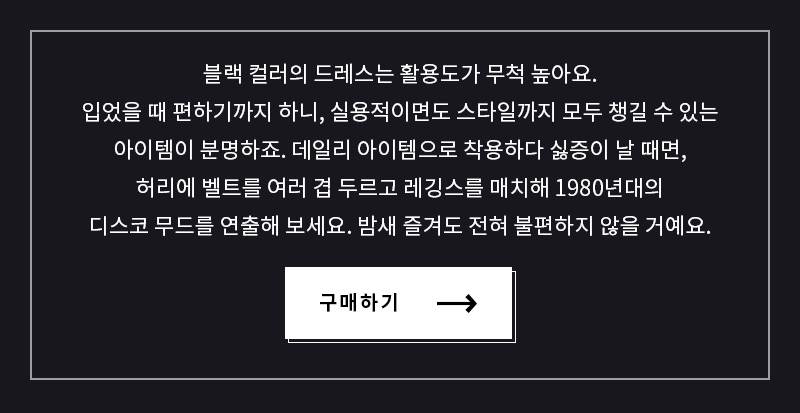 블랙 컬러의 드레스는 활용도가 무척 높아요.
입었을 때 편하기까지 하니, 실용적이면도 스타일까지 모두 챙길 수 있는
아이템이 분명하죠. 데일리 아이템으로 착용하다 싫증이 날 때면,
허리에 벨트를 여러 겹 두르고 레깅스를 매치해 1980년대의
디스코 무드를 연출해 보세요. 밤새 즐겨도 전혀 불편하지 않을 거예요.
구매하기